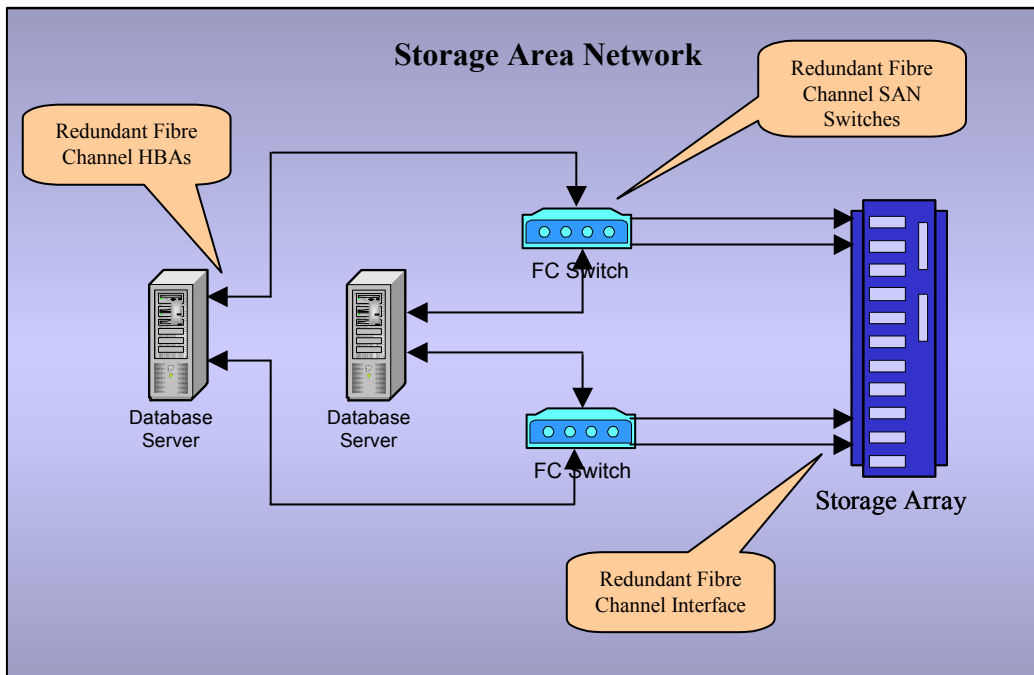 Storage Area Network
Redundant Fibre
Channel SAN
Switches
Redundant Fibre
Channel HBAs
FC Switch
Database
Server
Database
Server
FC Switch
Storage Array
Redundant Fibre
Channel Interface